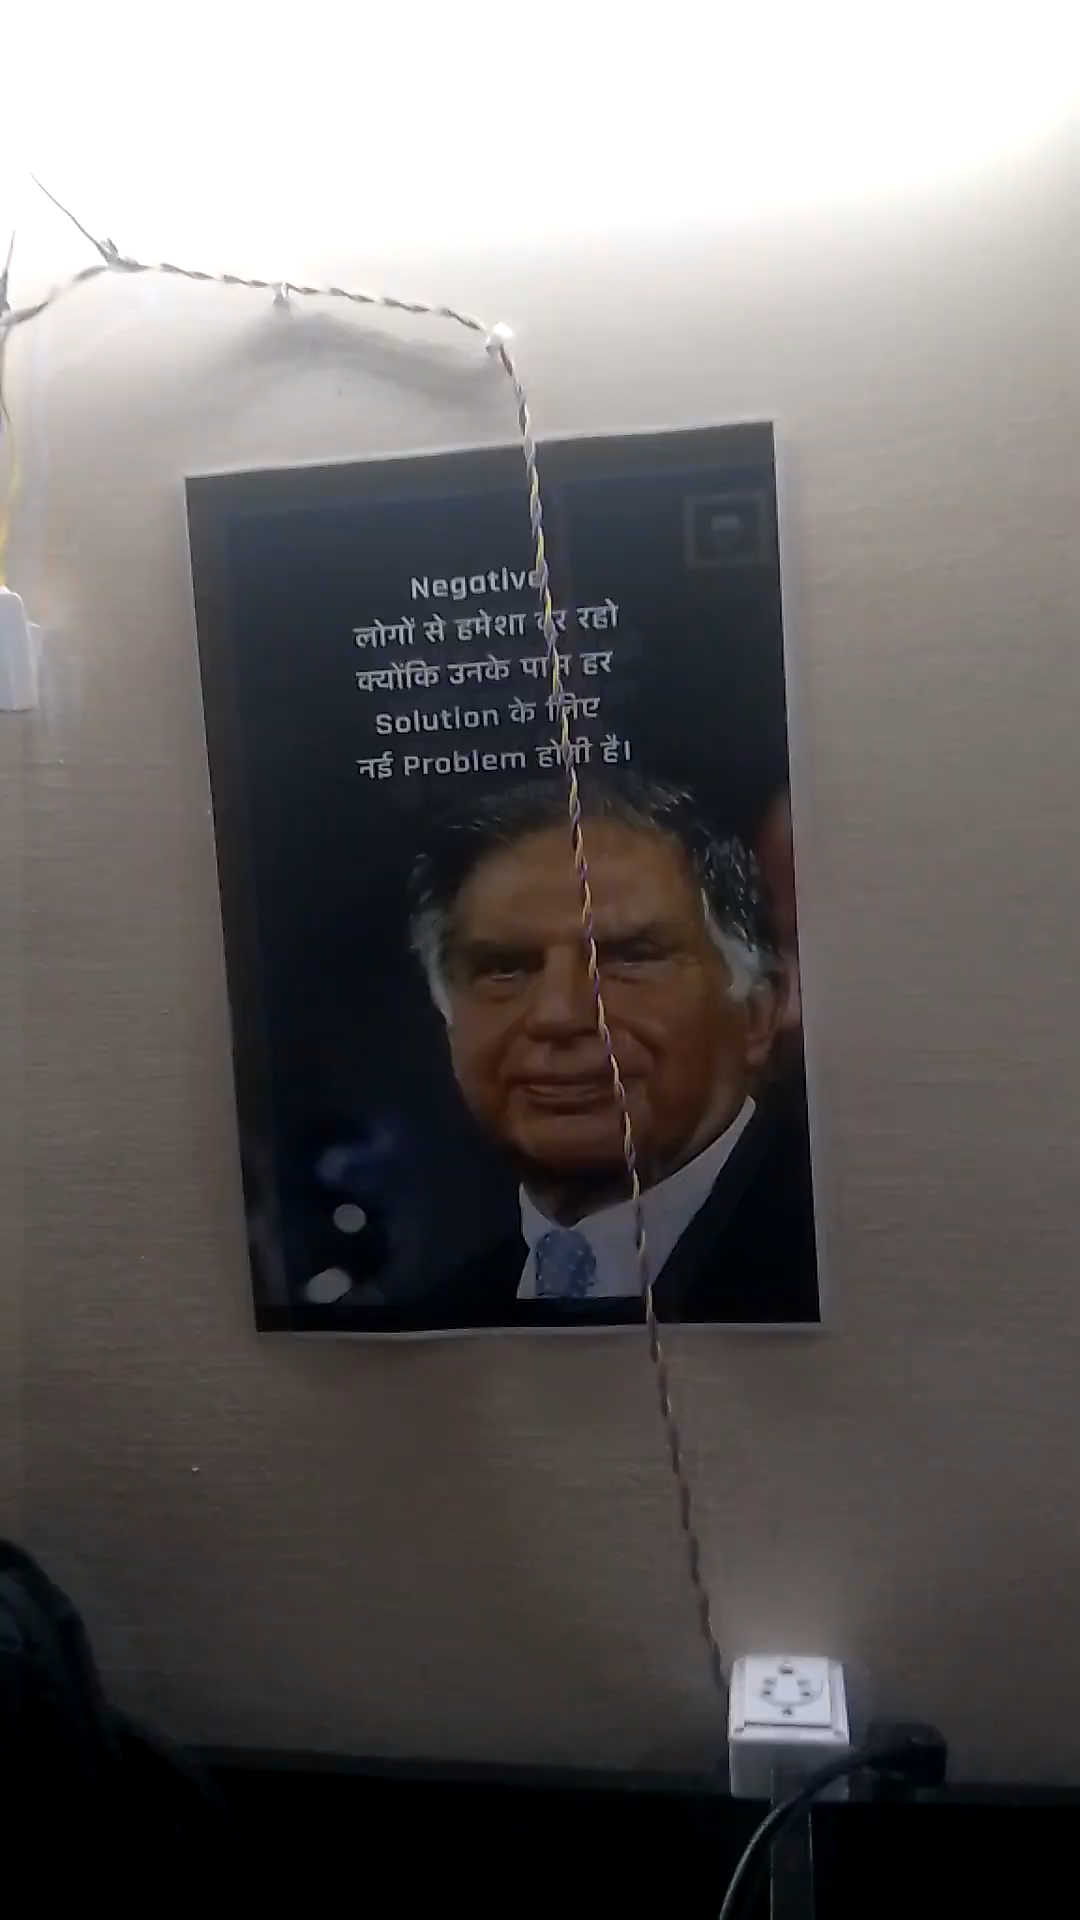 Negative
लोगों से हमेशा दूर रहो
क्योंकि उनके पास हर
Solution के लिए
नई Problem होती है।